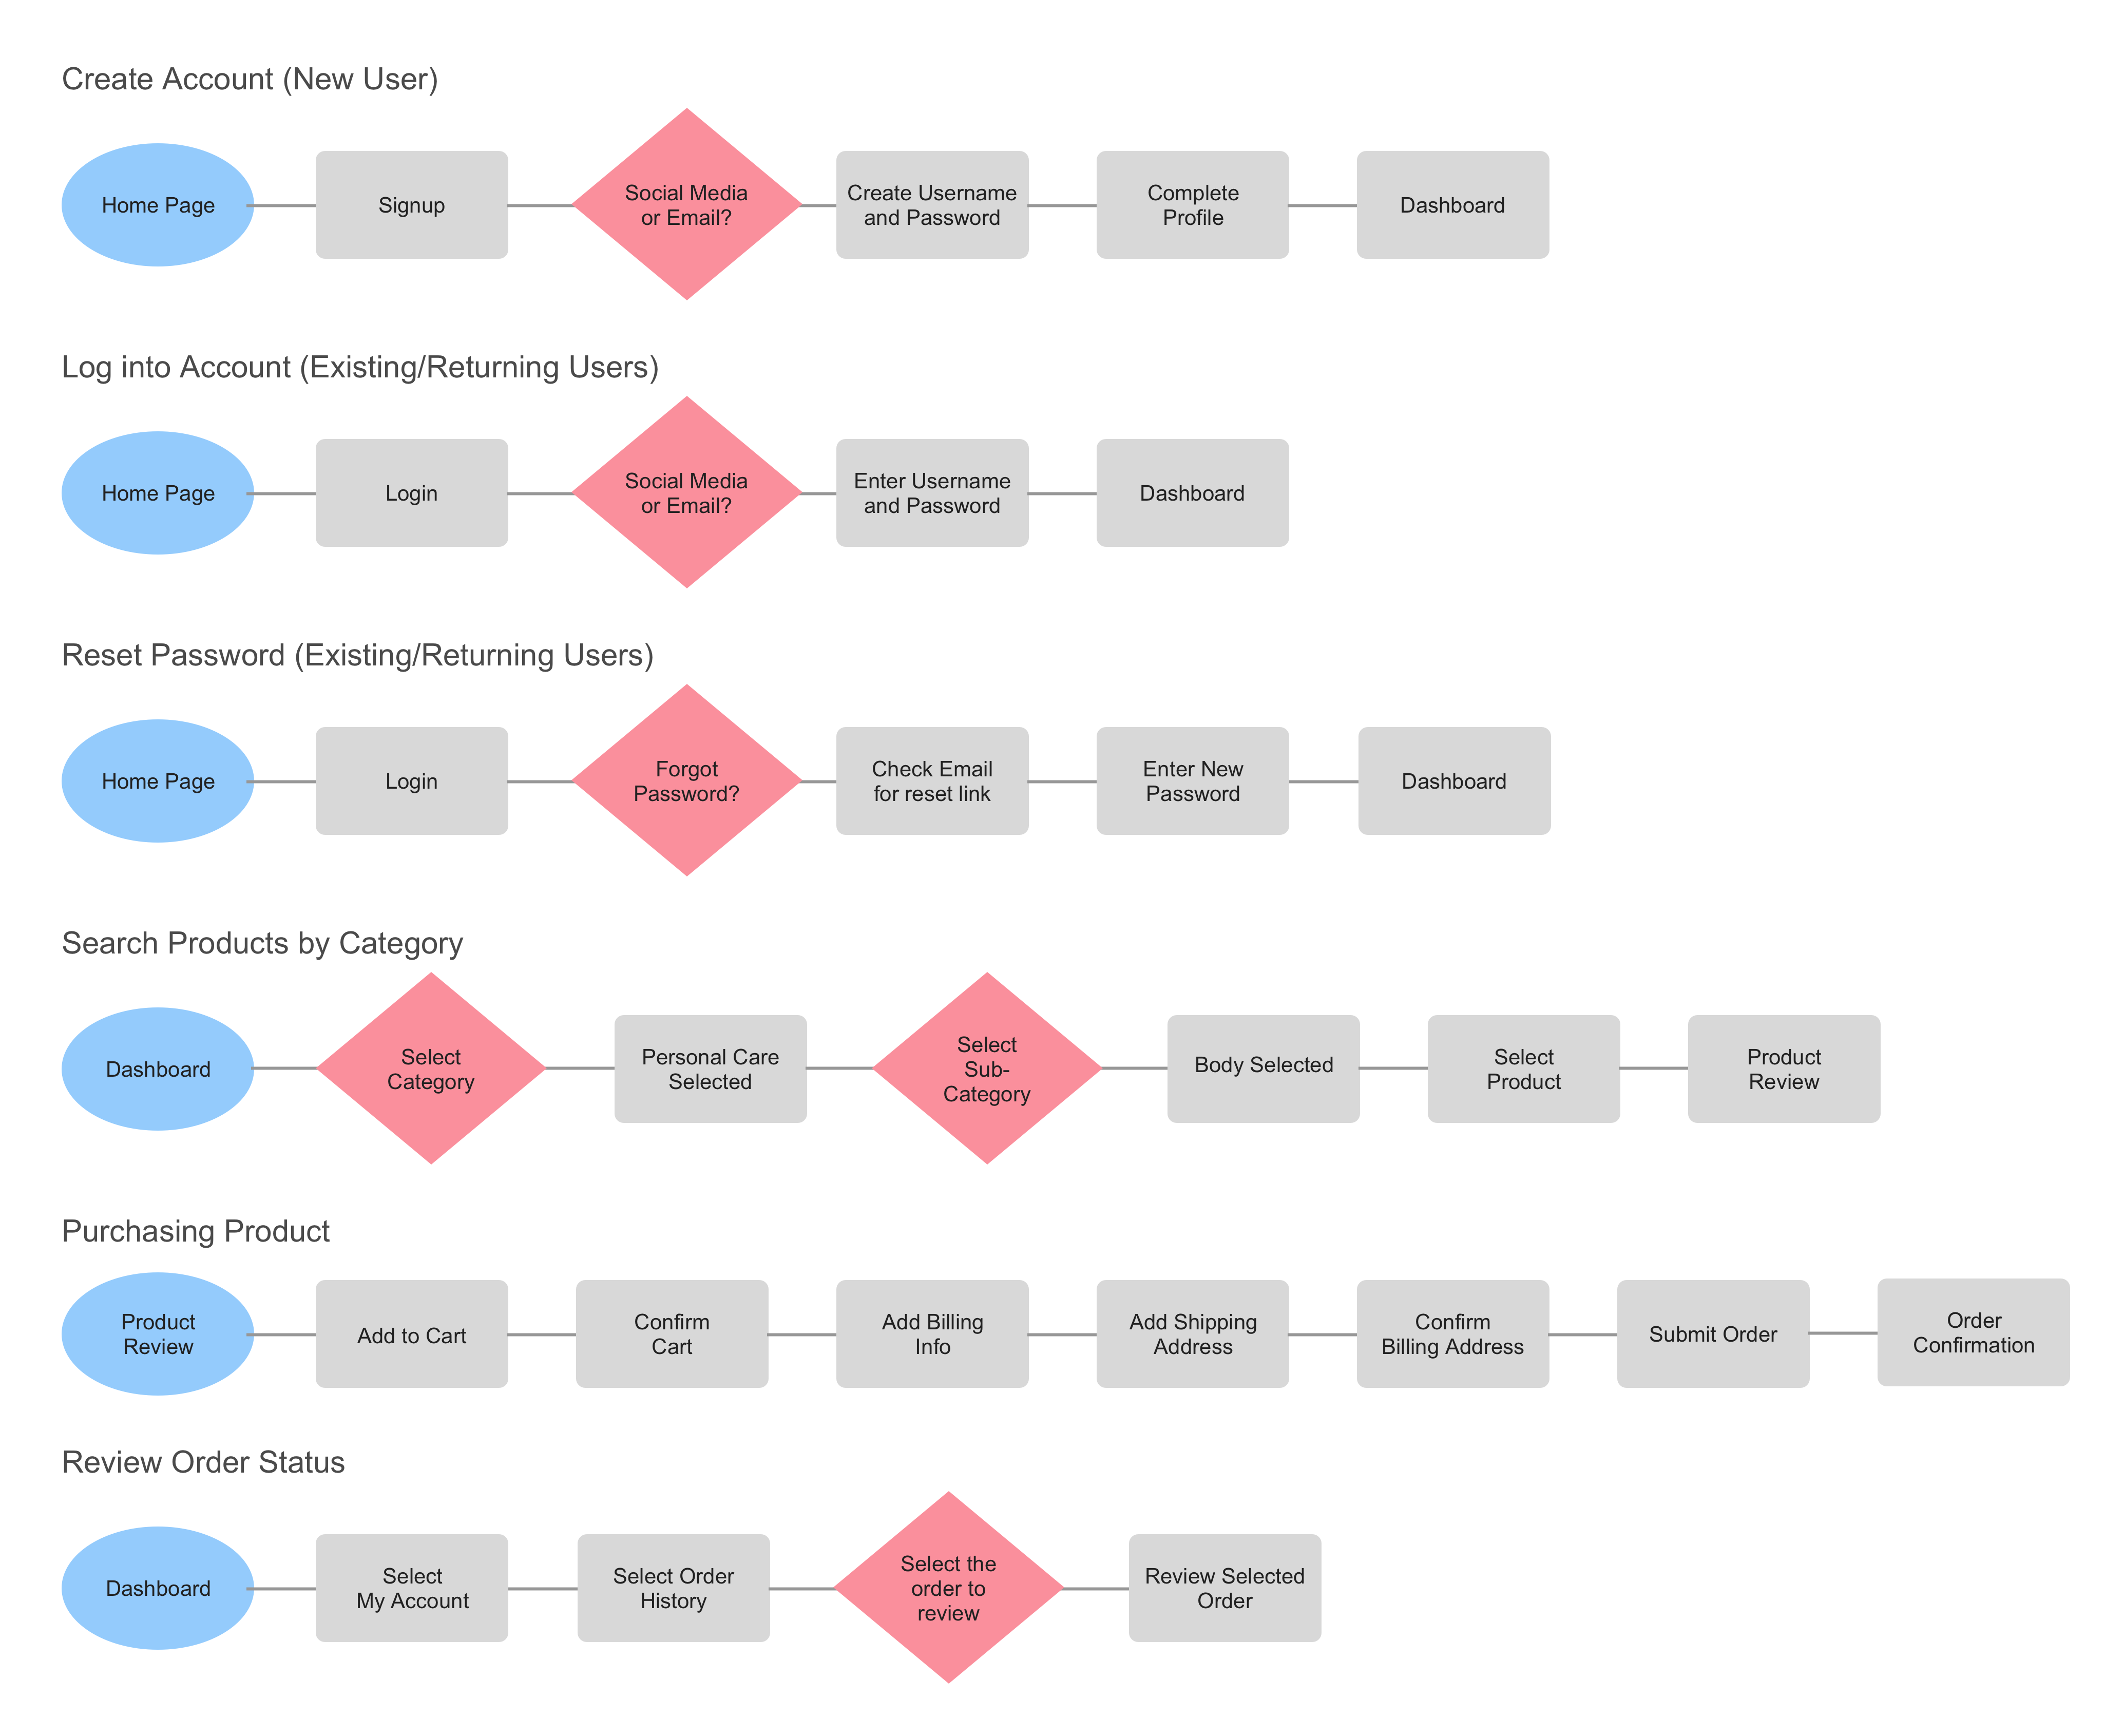 Create Account (New User)
Home Page
Signup
Social Media
or Email?
Create Username
and Password
Complete
Profile
Dashboard
Log into Account (Existing/Returning Users)
Home Page
Login
Social Media
or Email?
Enter Username
and Password
Dashboard
Reset Password (Existing/Returning Users)
Home Page
Login
Forgot
Password?
Check Email
for reset link
Enter New
Password
Dashboard
Search Products by Category
Dashboard
Select
Category
Personal Care
Selected
Select
Sub-
Category
Body Selected
Select
Product
Product
Review
Purchasing Product
Product
Review
Add to Cart
Confirm
Cart
Add Billing
Info
Add Shipping
Address
Confirm
Billing Address
Submit Order
Order
Confirmation
Review Order Status
Dashboard
Select
My Account
Select Order
History
Select the
order to
review
Review Selected
Order